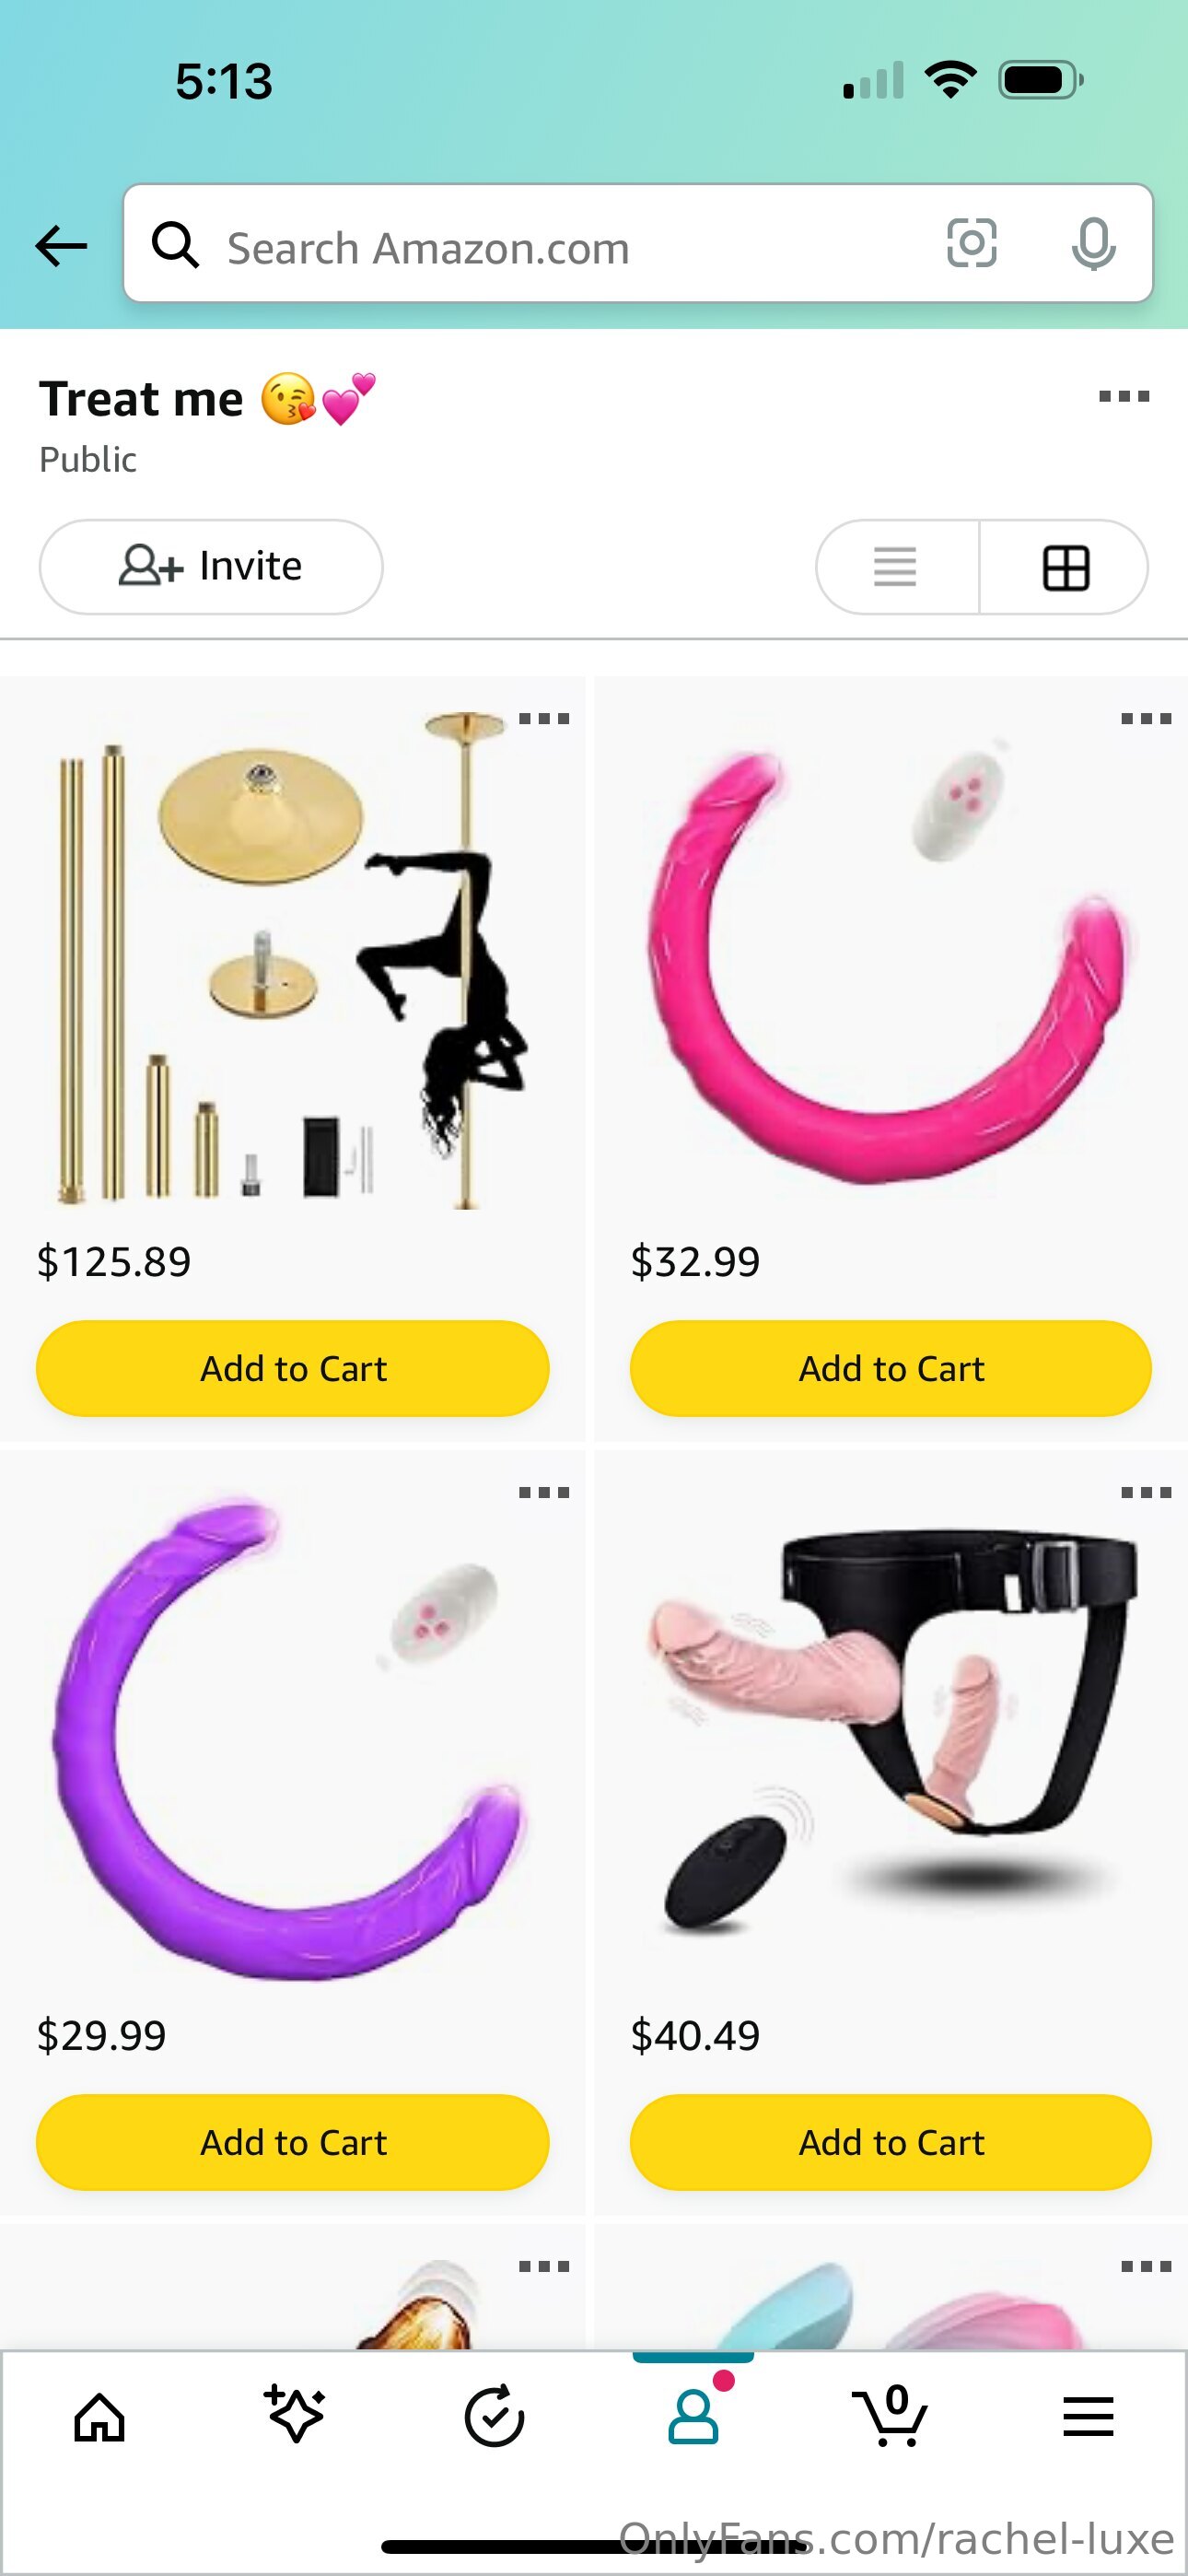 5:13
Search Amazon.com
Treat me 😘💕
Public
Invite
$125.89
$32.99
Add to Cart
Add to Cart
$29.99
$40.49
Add to Cart
Add to Cart
0
OnlyFans.com/rachel-luxe